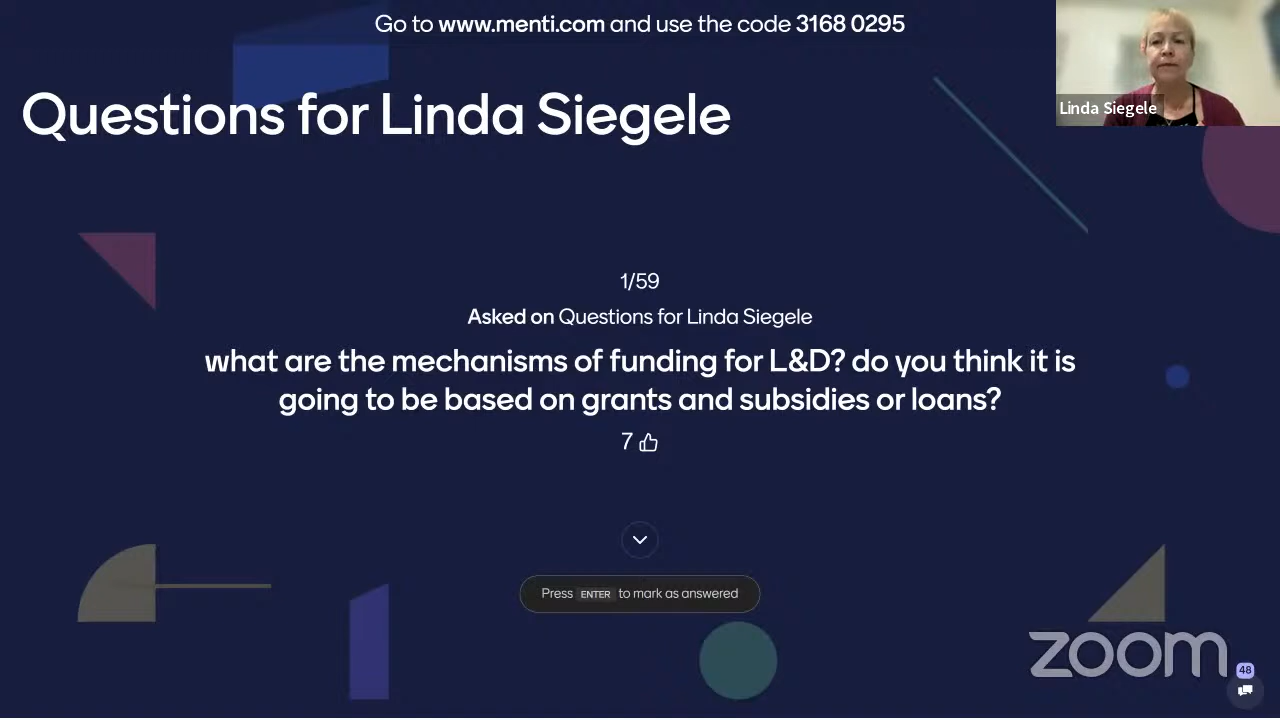 Go to www.menti.com and use the code 3168 0295
Linda Siegele
Questions for Linda Siegele
1/59
Asked on Questions for Linda Siegele
what are the mechanisms of funding for L&D? do you think it is
going to be based on grants and subsidies or loans?
7
Press ENTER to mark as answered
zoom
48